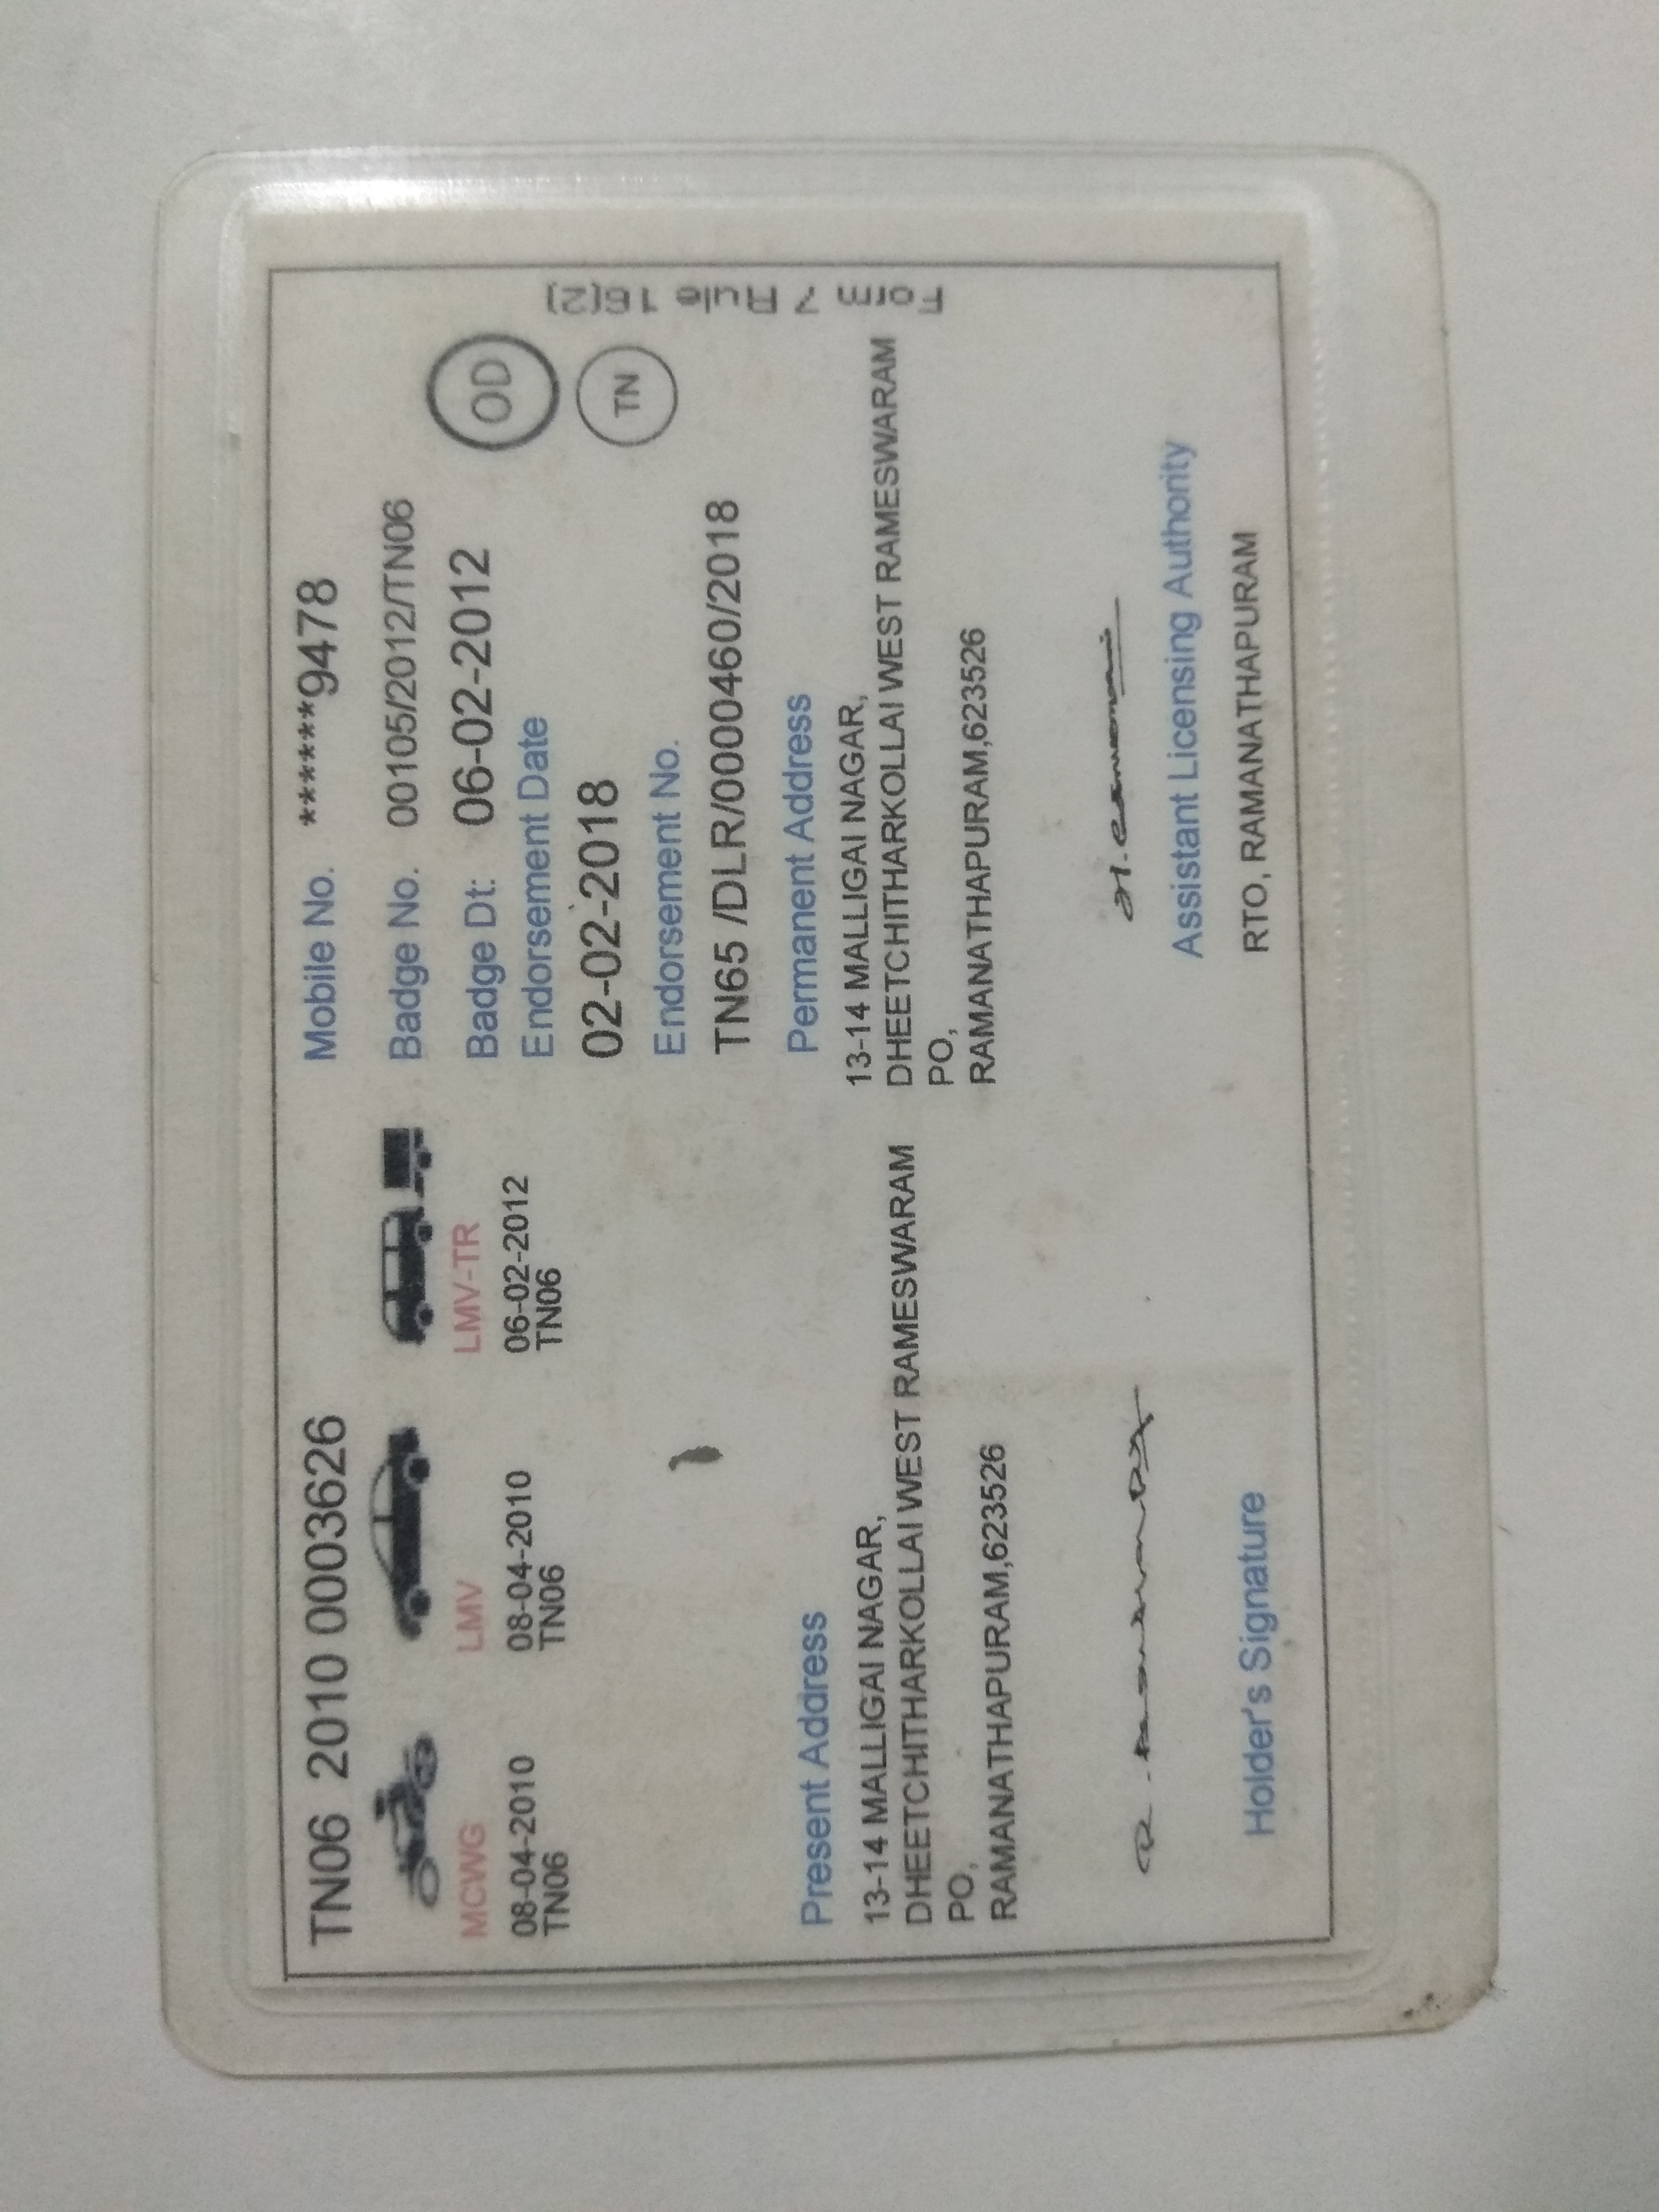 TN06 2010 0003626
MCWG
08-04-2010
TN06
LMV
08-04-2010
TN06
LMV-TR
06-02-2012
TN06
Mobile No. ******9478
Badge No. 00105/2012/TN06
Badge Dt: 06-02-2012
Endorsement Date
02-02-2018
Endorsement No.
TN65 /DLR/0000460/2018
OD
TN
Form 7 Rule 16(2)
Present Address
13-14 MALLIGAI NAGAR,
DHEETCHITHARKOLLAI WEST RAMESWARAM
PO,
RAMANATHAPURAM,623526
Permanent Address
13-14 MALLIGAI NAGAR,
DHEETCHITHARKOLLAI WEST RAMESWARAM
PO,
RAMANATHAPURAM,623526
Holder's Signature
Assistant Licensing Authority
RTO, RAMANATHAPURAM